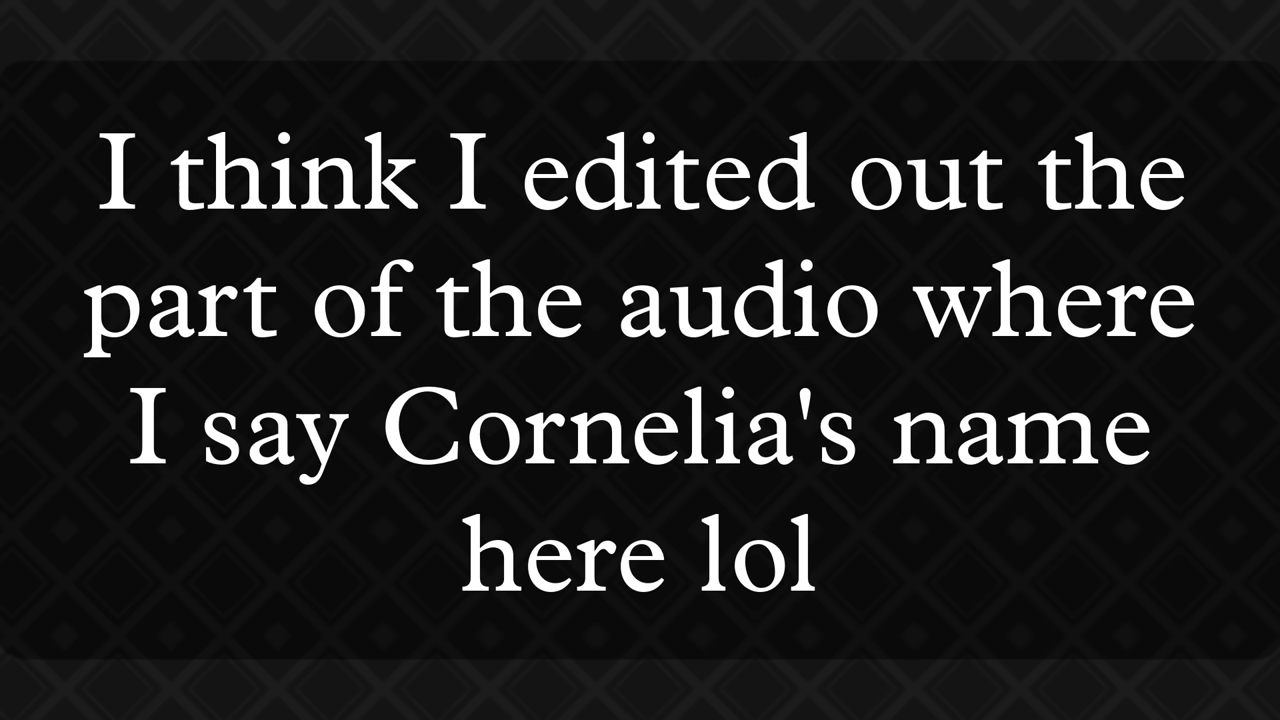 I think I edited out the
part of the audio where
I say Cornelia's name
here lol